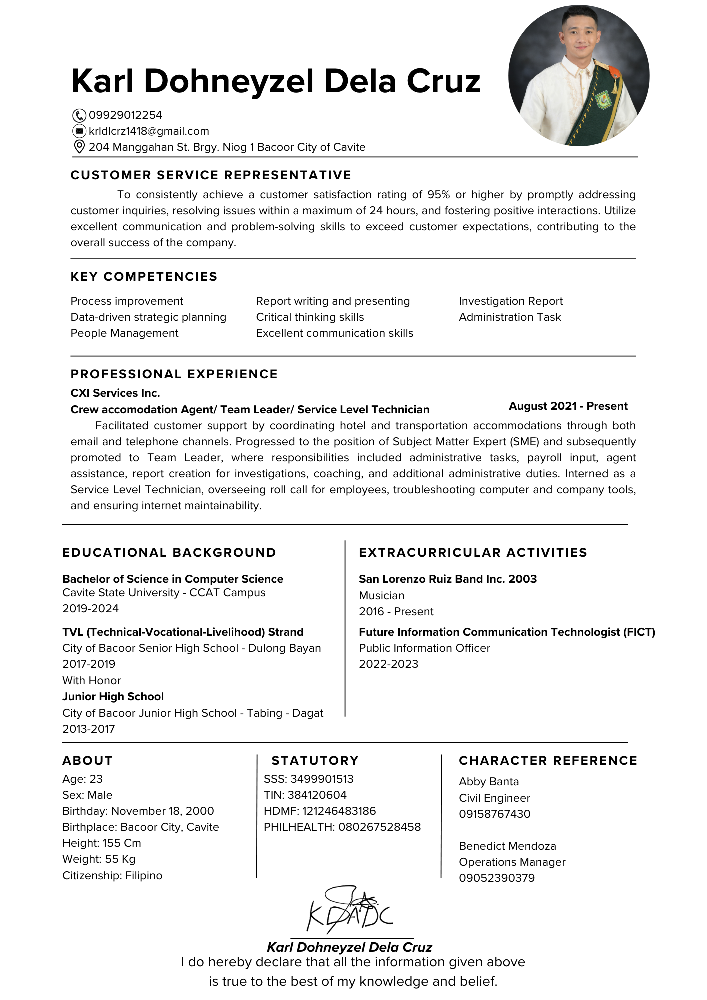 Karl Dohneyzel Dela Cruz
09929012254
krldlcrz1418@gmail.com
204 Manggahan St. Brgy. Niog 1 Bacoor City of Cavite
CUSTOMER SERVICE REPRESENTATIVE
To consistently achieve a customer satisfaction rating of 95% or higher by promptly addressing
customer inquiries, resolving issues within a maximum of 24 hours, and fostering positive interactions. Utilize
excellent communication and problem-solving skills to exceed customer expectations, contributing to the
overall success of the company.
KEY COMPETENCIES
Process improvement
Data-driven strategic planning
People Management
Report writing and presenting
Critical thinking skills
Excellent communication skills
Investigation Report
Administration Task
PROFESSIONAL EXPERIENCE
CXI Services Inc.
Crew accomodation Agent/ Team Leader/ Service Level Technician
August 2021 - Present
Facilitated customer support by coordinating hotel and transportation accommodations through both
email and telephone channels. Progressed to the position of Subject Matter Expert (SME) and subsequently
promoted to Team Leader, where responsibilities included administrative tasks, payroll input, agent
assistance, report creation for investigations, coaching, and additional administrative duties. Interned as a
Service Level Technician, overseeing roll call for employees, troubleshooting computer and company tools,
and ensuring internet maintainability.
EDUCATIONAL BACKGROUND
Bachelor of Science in Computer Science
Cavite State University - CCAT Campus
2019-2024
TVL (Technical-Vocational-Livelihood) Strand
City of Bacoor Senior High School - Dulong Bayan
2017-2019
With Honor
Junior High School
City of Bacoor Junior High School - Tabing - Dagat
2013-2017
EXTRACURRICULAR ACTIVITIES
San Lorenzo Ruiz Band Inc. 2003
Musician
2016 - Present
Future Information Communication Technologist (FICT)
Public Information Officer
2022-2023
ABOUT
Age: 23
Sex: Male
Birthday: November 18, 2000
Birthplace: Bacoor City, Cavite
Height: 155 Cm
Weight: 55 Kg
Citizenship: Filipino
STATUTORY
SSS: 3499901513
TIN: 384120604
HDMF: 121246483186
PHILHEALTH: 080267528458
CHARACTER REFERENCE
Abby Banta
Civil Engineer
09158767430
Benedict Mendoza
Operations Manager
09052390379
Karl Dohneyzel Dela Cruz
I do hereby declare that all the information given above
is true to the best of my knowledge and belief.